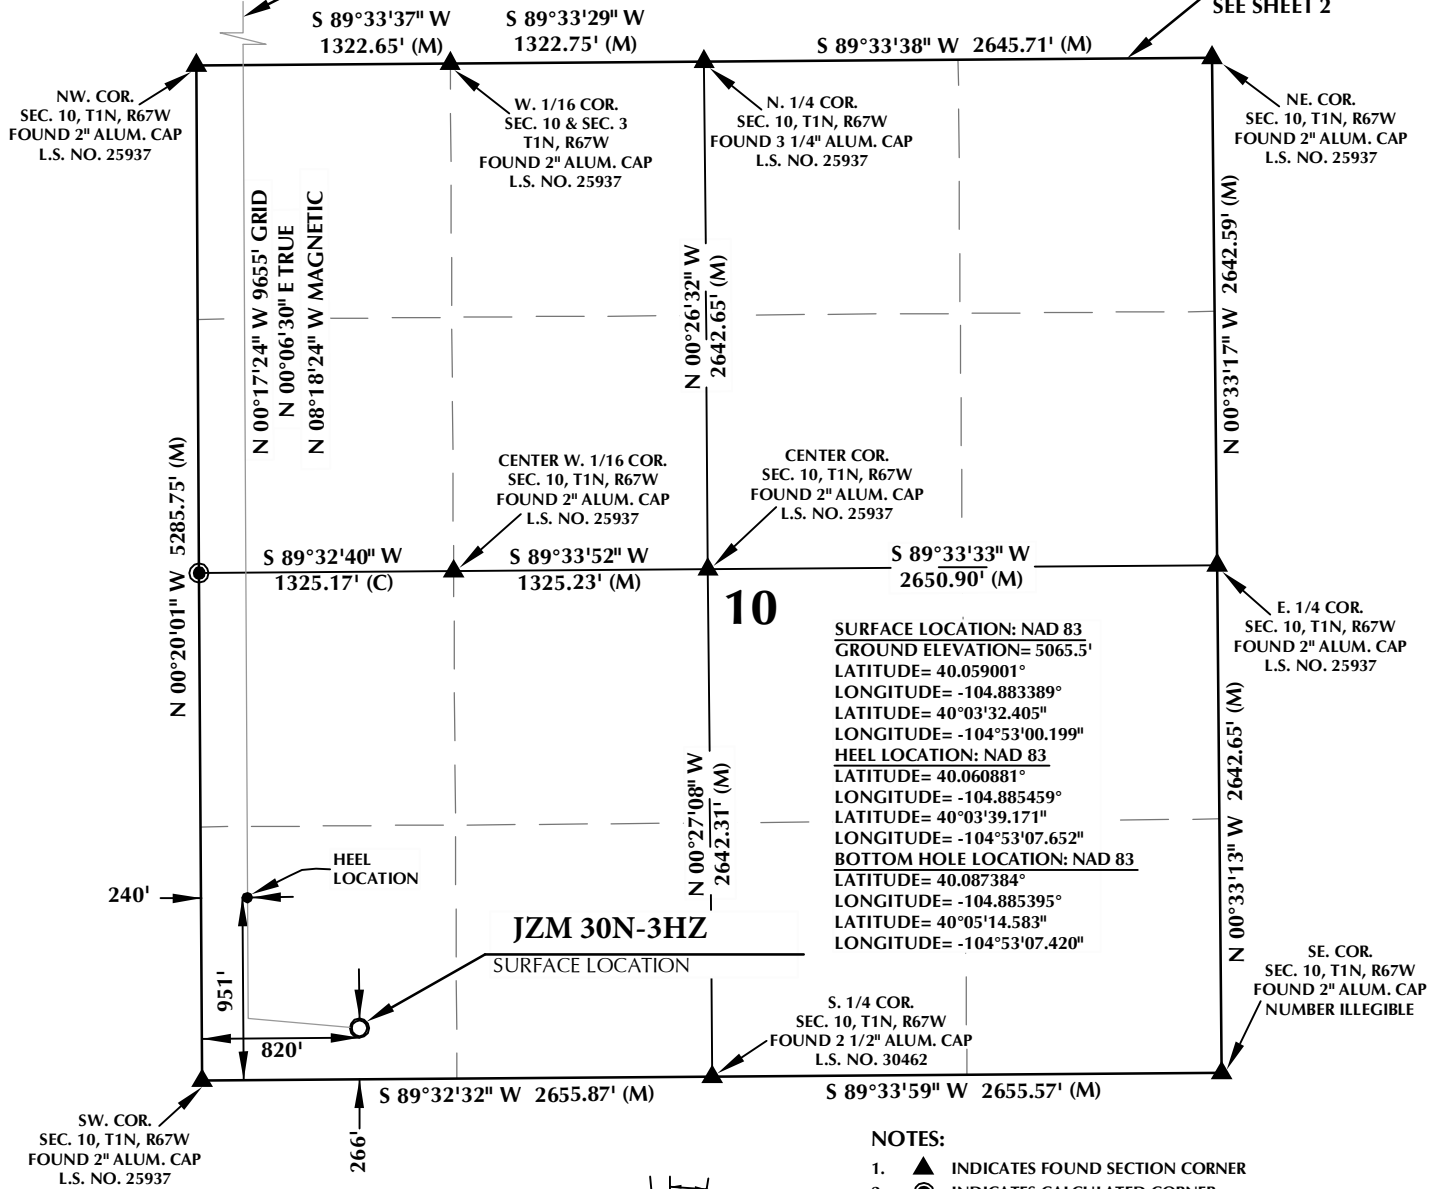 SEE SHEET 2
S 89°33'37" W
1322.65' (M)
S 89°33'29" W
1322.75' (M)
S 89°33'38" W 2645.71' (M)
NW. COR.
SEC. 10, T1N, R67W
FOUND 2" ALUM. CAP
L.S. NO. 25937
W. 1/16 COR.
SEC. 10 & SEC. 3
T1N, R67W
FOUND 2" ALUM. CAP
L.S. NO. 25937
N. 1/4 COR.
SEC. 10, T1N, R67W
FOUND 3 1/4" ALUM. CAP
L.S. NO. 25937
NE. COR.
SEC. 10, T1N, R67W
FOUND 2" ALUM. CAP
L.S. NO. 25937
N 00°17'24" W 9655' GRID
N 00°06'30" E TRUE
N 08°18'24" W MAGNETIC
N 00°26'32" W
2642.65' (M)
N 00°33'17" W 2642.59' (M)
N 00°20'01" W 5285.75' (M)
CENTER W. 1/16 COR.
SEC. 10, T1N, R67W
FOUND 2" ALUM. CAP
L.S. NO. 25937
CENTER COR.
SEC. 10, T1N, R67W
FOUND 2" ALUM. CAP
L.S. NO. 25937
S 89°32'40" W
1325.17' (C)
S 89°33'52" W
1325.23' (M)
S 89°33'33" W
2650.90' (M)
10
E. 1/4 COR.
SEC. 10, T1N, R67W
FOUND 2" ALUM. CAP
L.S. NO. 25937
SURFACE LOCATION: NAD 83
GROUND ELEVATION= 5065.5'
LATITUDE= 40.059001°
LONGITUDE= -104.883389°
LATITUDE= 40°03'32.405"
LONGITUDE= -104°53'00.199"
HEEL LOCATION: NAD 83
LATITUDE= 40.060881°
LONGITUDE= -104.885459°
LATITUDE= 40°03'39.171"
LONGITUDE= -104°53'07.652"
BOTTOM HOLE LOCATION: NAD 83
LATITUDE= 40.087384°
LONGITUDE= -104.885395°
LATITUDE= 40°05'14.583"
LONGITUDE= -104°53'07.420"
N 00°27'08" W
2642.31' (M)
N 00°33'13" W 2642.65' (M)
HEEL
LOCATION
240'
951'
820'
266'
JZM 30N-3HZ
SURFACE LOCATION
S. 1/4 COR.
SEC. 10, T1N, R67W
FOUND 2 1/2" ALUM. CAP
L.S. NO. 30462
SE. COR.
SEC. 10, T1N, R67W
FOUND 2" ALUM. CAP
NUMBER ILLEGIBLE
S 89°32'32" W 2655.87' (M)
S 89°33'59" W 2655.57' (M)
SW. COR.
SEC. 10, T1N, R67W
FOUND 2" ALUM. CAP
L.S. NO. 25937
NOTES:
1. INDICATES FOUND SECTION CORNER
2. INDICATES CALCULATED CORNER